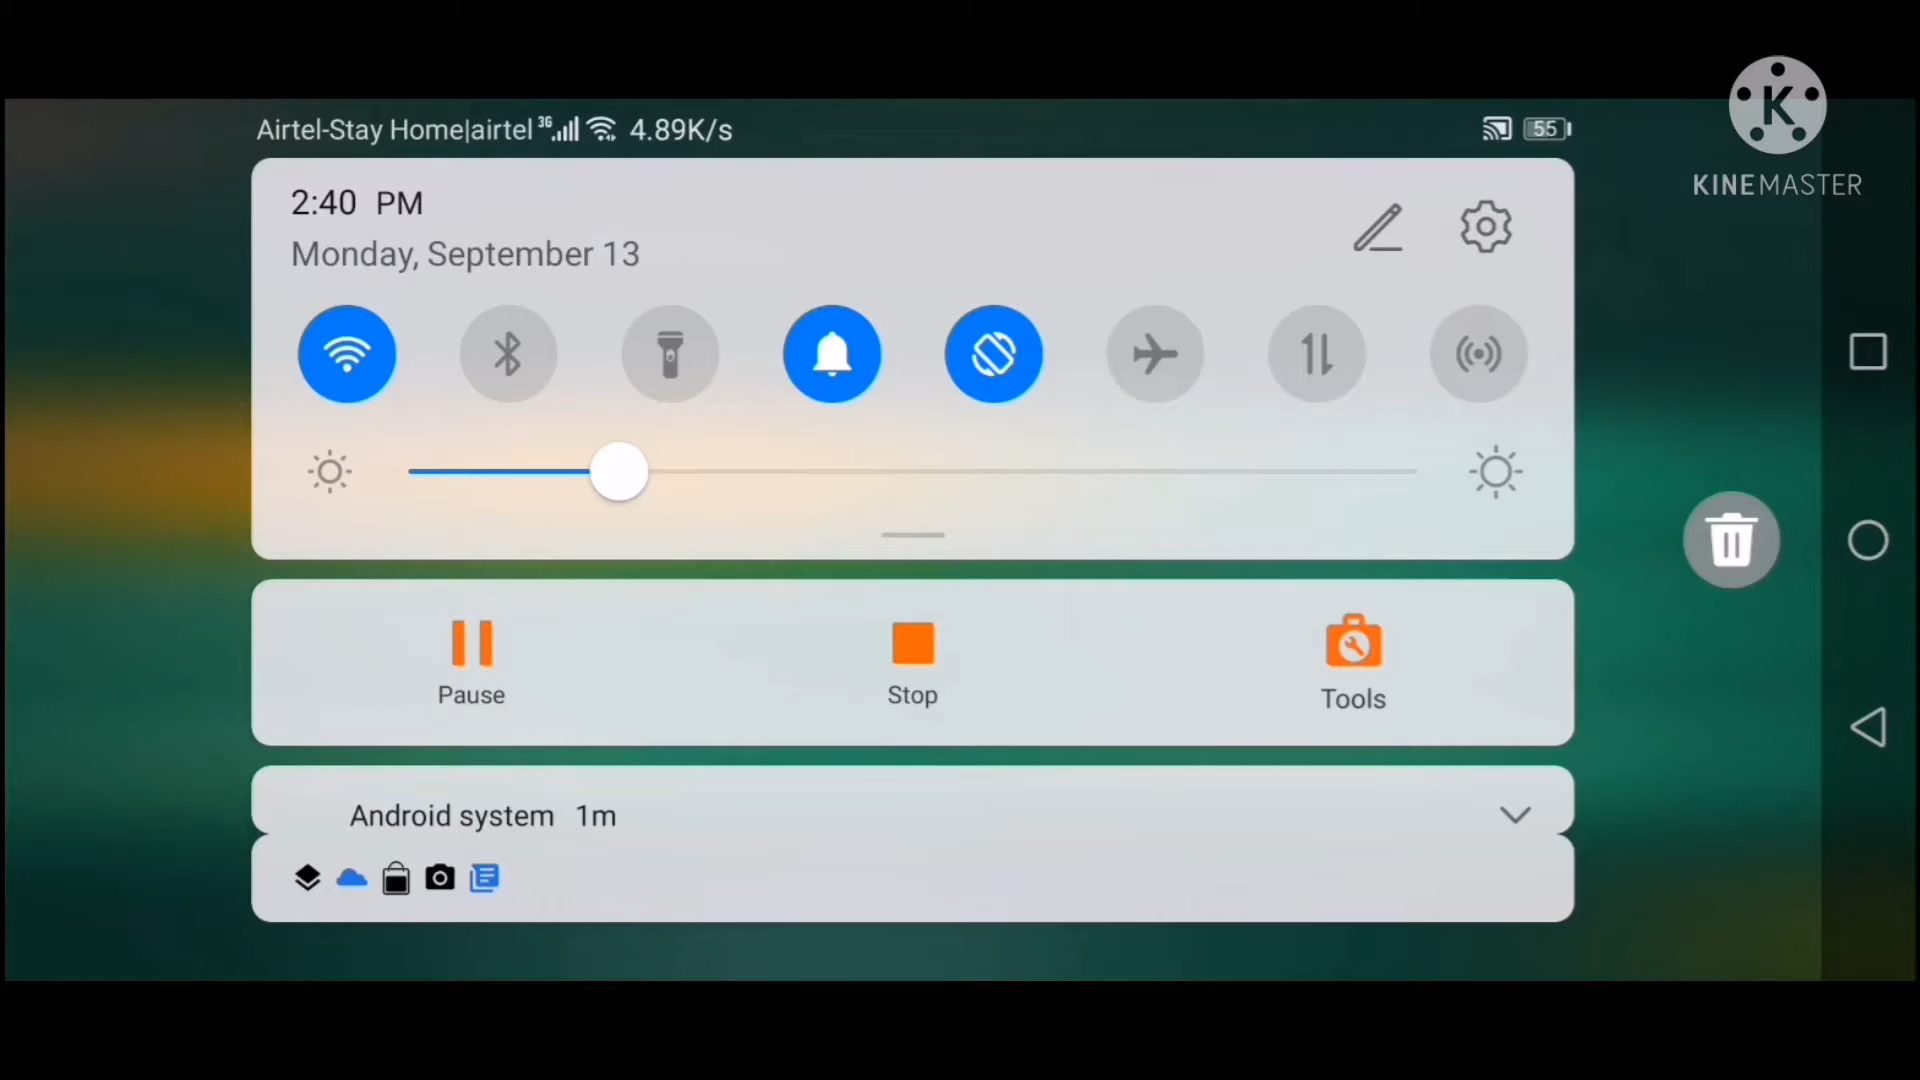 Airtel-Stay Home|airtel 3G 4.89K/s 55
K
KINEMASTER
2:40 PM
Monday, September 13
Pause
Stop
Tools
Android system 1m